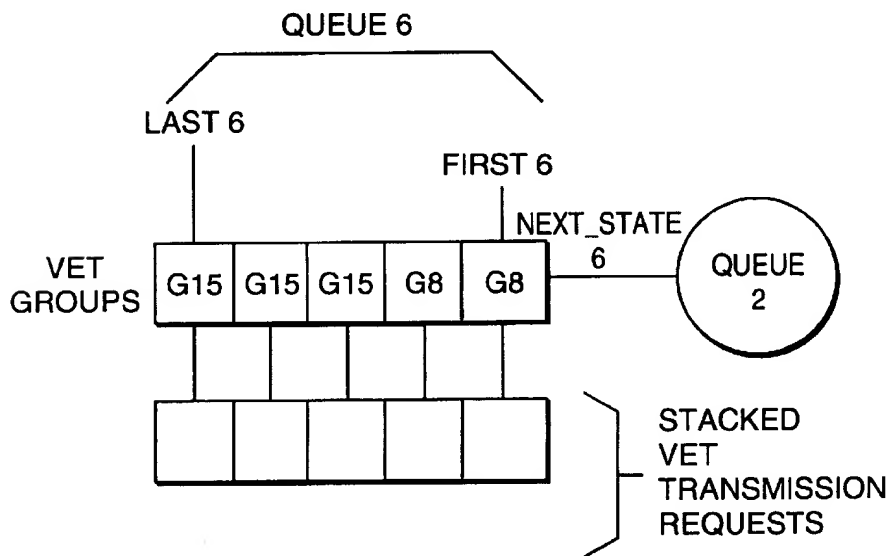 QUEUE 6
LAST 6
FIRST 6
NEXT_STATE
6
QUEUE
2
VET
GROUPS
G15 G15 G15 G8 G8
STACKED
VET
TRANSMISSION
REQUESTS